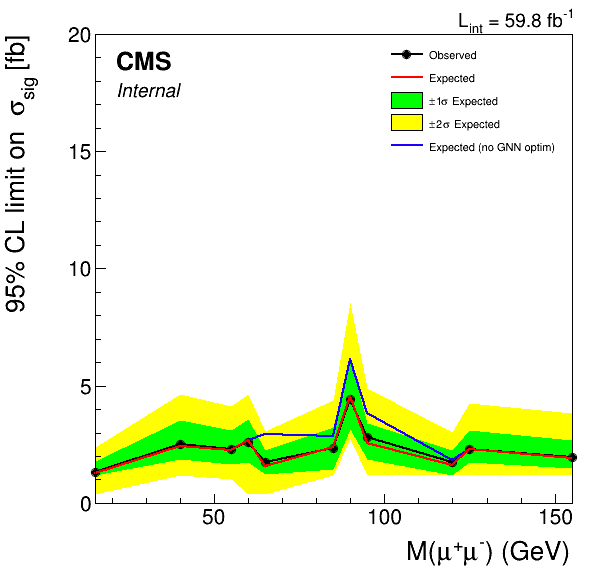 L_int = 59.8 fb^-1
CMS
Internal
Observed
Expected
±1σ Expected
±2σ Expected
Expected (no GNN optim)
95% CL limit on σ_sig [fb]
20
15
10
5
0
50
100
150
M(μ⁺μ⁻) (GeV)